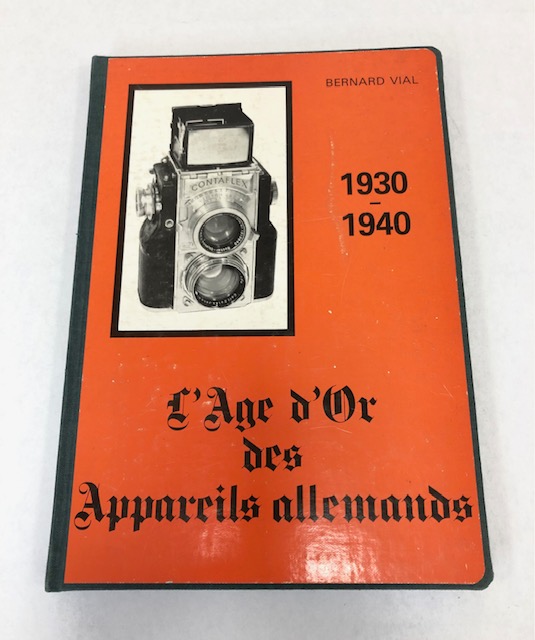 BERNARD VIAL
CONTAFLEX
1930
–
1940
L'Age d'Or
des
Appareils allemands